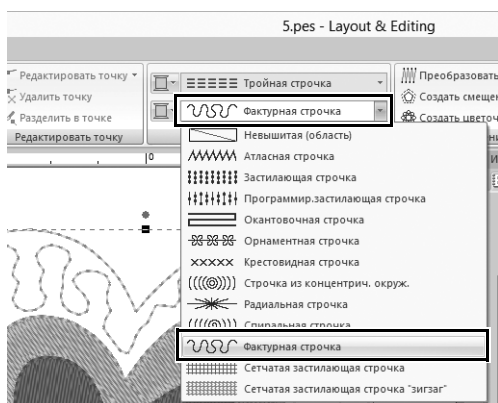 5.pes - Layout & Editing
Редактировать точку
Удалить точку
Разделить в точке
Редактировать точку
Тройная строчка
Фактурная строчка
Преобразовать
Создать смещен
Создать цветоч
Невышитая (область)
Атласная строчка
Застилающая строчка
Программир.застилающая строчка
Окантовочная строчка
Орнаментная строчка
Крестовидная строчка
Строчка из концентрич. окруж.
Радиальная строчка
Спиральная строчка
Фактурная строчка
Сетчатая застилающая строчка
Сетчатая застилающая строчка "зигзаг"